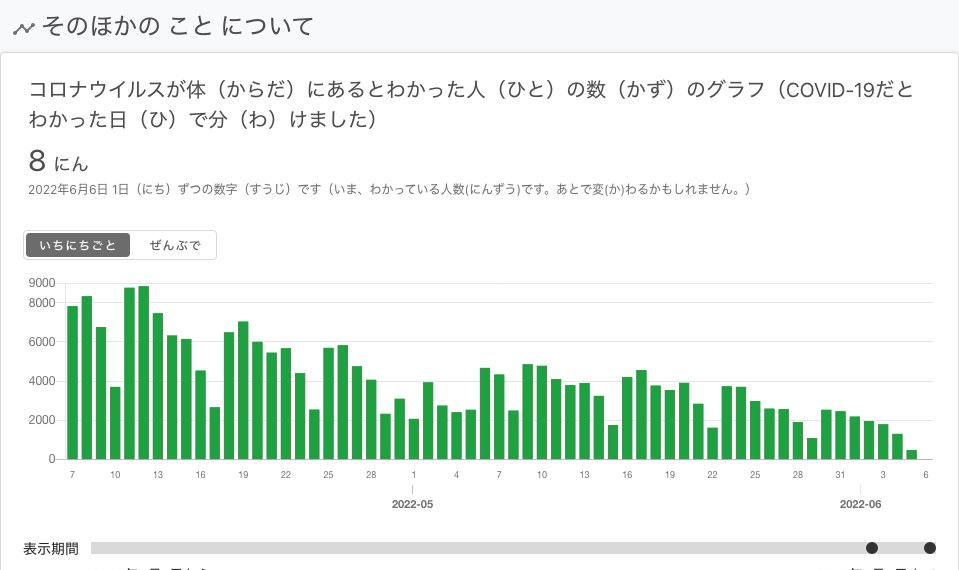 そのほかの こと について
コロナウイルスが体（からだ）にあるとわかった人（ひと）の数（かず）のグラフ（COVID-19だと
わかった日（ひ）で分（わ）けました）
8 にん
2022年6月6日 1日（にち）ずつの数字（すうじ）です（いま、わかっている人数(にんずう)です。あとで変(か)わるかもしれません。）
いちにちごと ぜんぶで
9000
8000
6000
4000
2000
0
7 10 13 16 19 22 25 28 1 4 7 10 13 16 19 22 25 28 31 3 6
2022-05 2022-06
表示期間